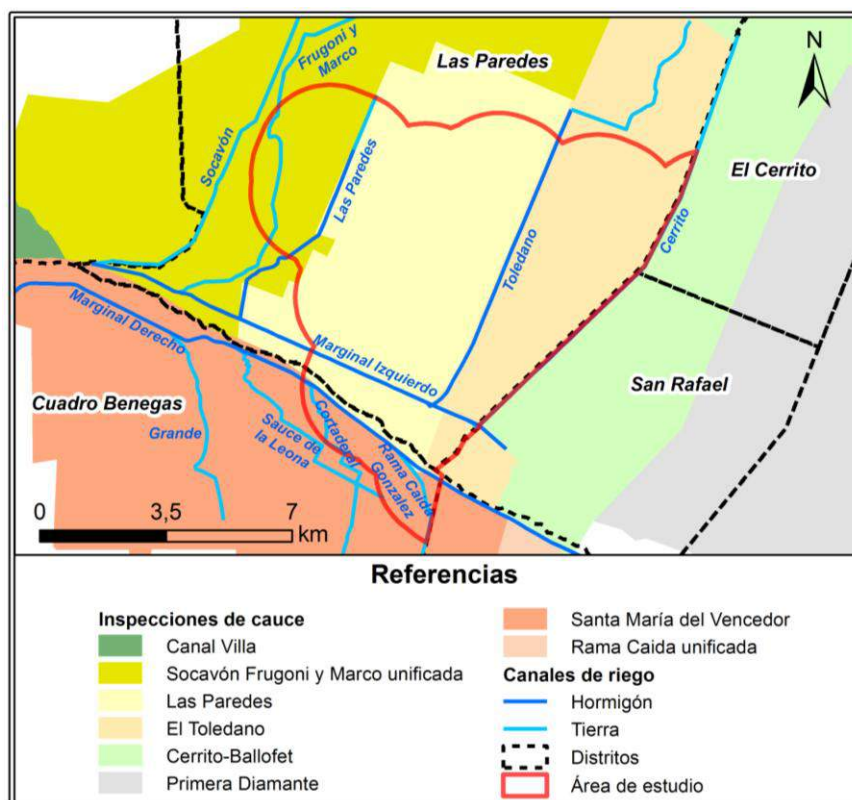 Frugoni y
Marco
Las Paredes
N
Socavón
Las Paredes
El Cerrito
Cerrito
Toledano
Marginal Derecho
Marginal Izquierdo
San Rafael
Cuadro Benegas
Grande
Sauce de
la Leona
Cortaderal
Rama Caida
Gonzalez
0 3,5 7
km
Referencias
Inspecciones de cauce
Canal Villa
Socavón Frugoni y Marco unificada
Las Paredes
El Toledano
Cerrito-Ballofet
Primera Diamante
Santa María del Vencedor
Rama Caida unificada
Canales de riego
Hormigón
Tierra
Distritos
Área de estudio